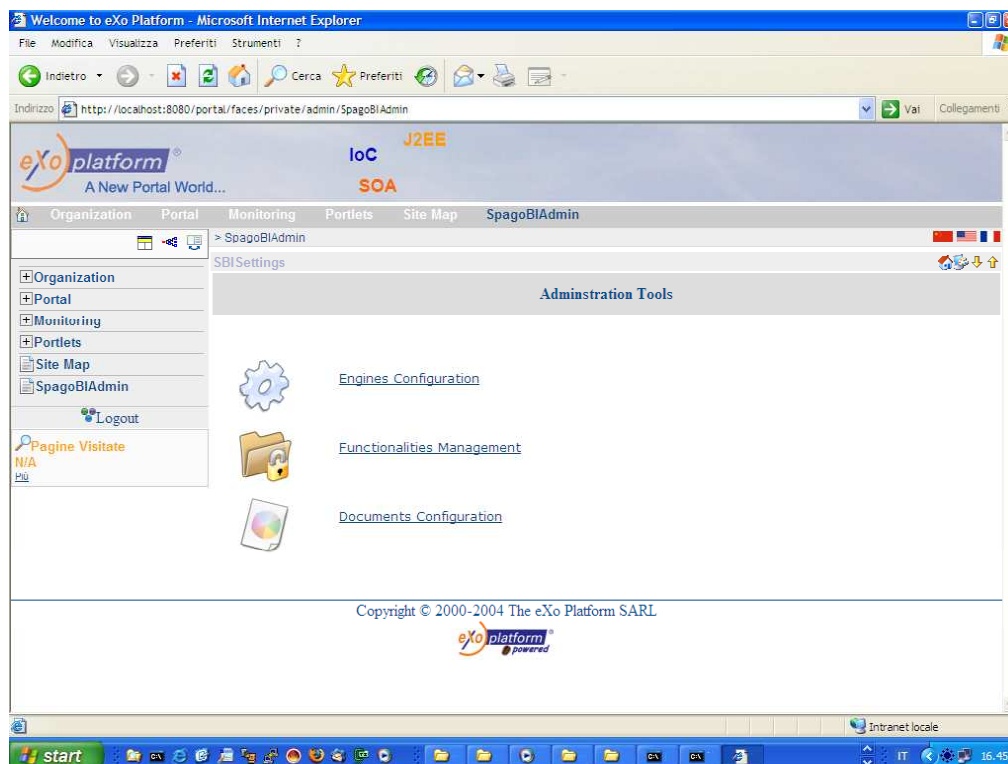 Welcome to eXo Platform - Microsoft Internet Explorer
File Modifica Visualizza Preferiti Strumenti ?
Indietro Cerca Preferiti
Indirizzo http://localhost:8080/portal/faces/private/admin/SpagoBIAdmin Vai Collegamenti
J2EE
IoC
eXo platform ®
A New Portal World...
SOA
Organization Portal Monitoring Portlets Site Map SpagoBIAdmin
> SpagoBIAdmin
SBISettings
Adminstration Tools
Organization
Portal
Monitoring
Portlets
Site Map
SpagoBIAdmin
Logout
Pagine Visitate
N/A
Più
Engines Configuration
Functionalities Management
Documents Configuration
Copyright © 2000-2004 The eXo Platform SARL
eXo platform ®
powered
Intranet locale
start IT 16.45